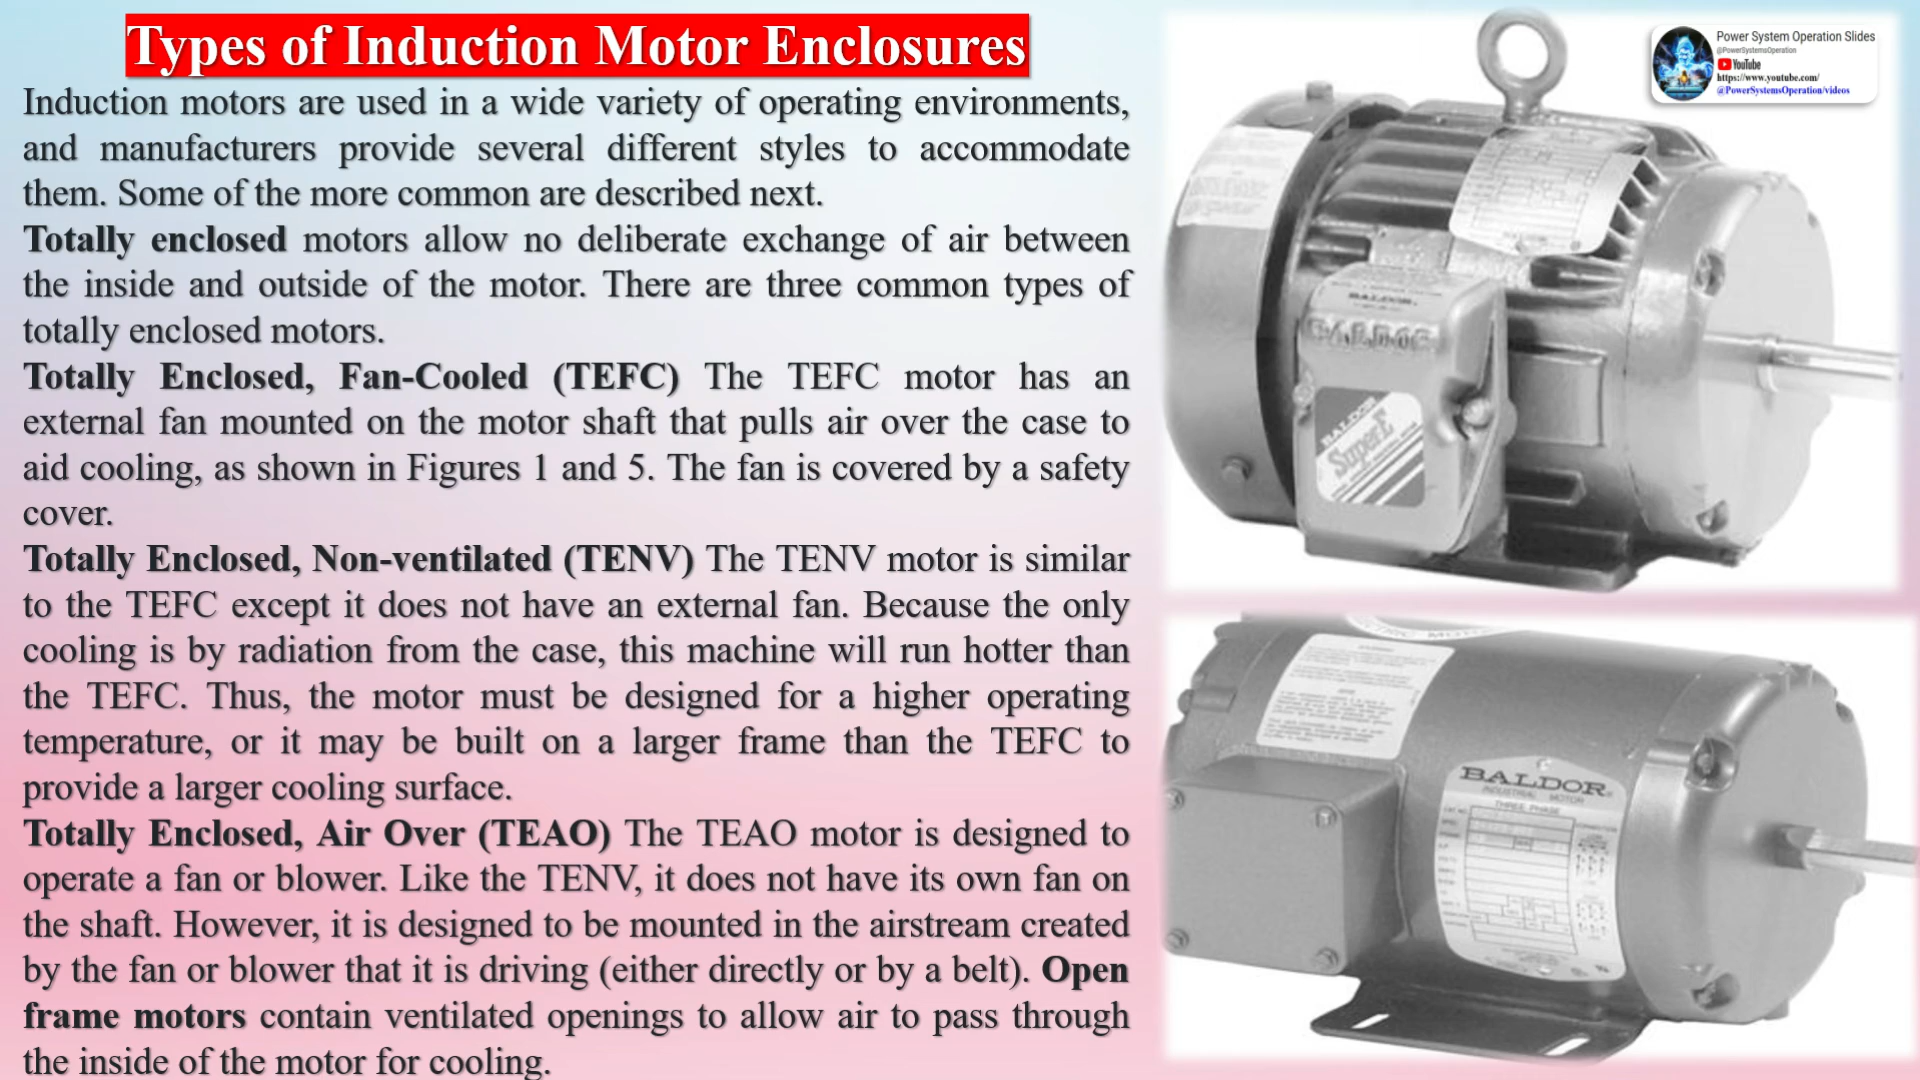 Types of Induction Motor Enclosures
Induction motors are used in a wide variety of operating environments,
and manufacturers provide several different styles to accommodate
them. Some of the more common are described next.
Totally enclosed motors allow no deliberate exchange of air between
the inside and outside of the motor. There are three common types of
totally enclosed motors.
Totally Enclosed, Fan-Cooled (TEFC) The TEFC motor has an
external fan mounted on the motor shaft that pulls air over the case to
aid cooling, as shown in Figures 1 and 5. The fan is covered by a safety
cover.
Totally Enclosed, Non-ventilated (TENV) The TENV motor is similar
to the TEFC except it does not have an external fan. Because the only
cooling is by radiation from the case, this machine will run hotter than
the TEFC. Thus, the motor must be designed for a higher operating
temperature, or it may be built on a larger frame than the TEFC to
provide a larger cooling surface.
Totally Enclosed, Air Over (TEAO) The TEAO motor is designed to
operate a fan or blower. Like the TENV, it does not have its own fan on
the shaft. However, it is designed to be mounted in the airstream created
by the fan or blower that it is driving (either directly or by a belt). Open
frame motors contain ventilated openings to allow air to pass through
the inside of the motor for cooling.
Power System Operation Slides
@PowerSystemsOperation
YouTube
https://www.youtube.com/
@PowerSystemsOperation/videos
BALDOR
BALDOR
BALDOR
SuperE
BALDOR
INDUSTRIAL MOTOR
THREE PHASE